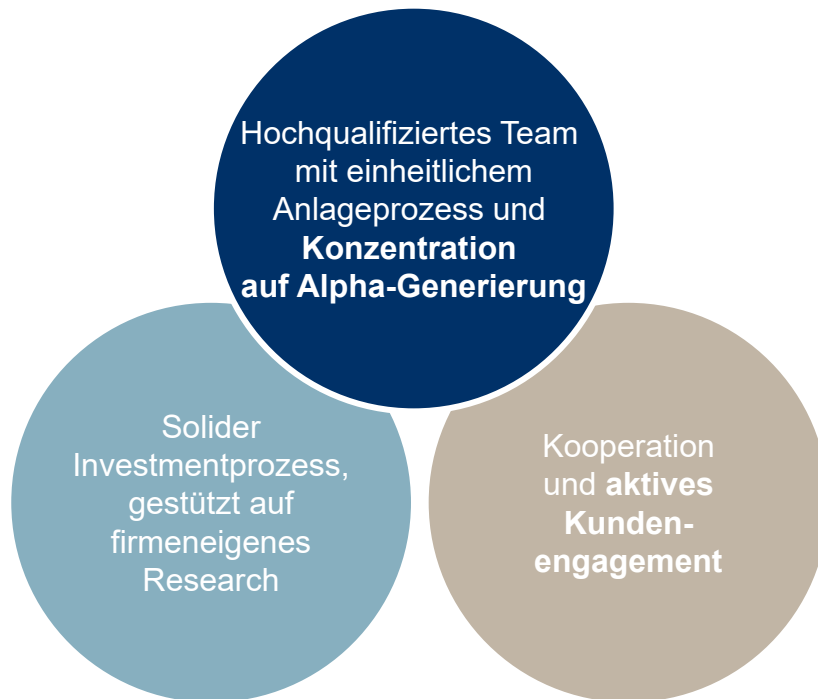 Hochqualifiziertes Team
mit einheitlichem
Anlageprozess und
Konzentration
auf Alpha-Generierung
Solider
Investmentprozess,
gestützt auf
firmeneigenes
Research
Kooperation
und aktives
Kunden-
engagement